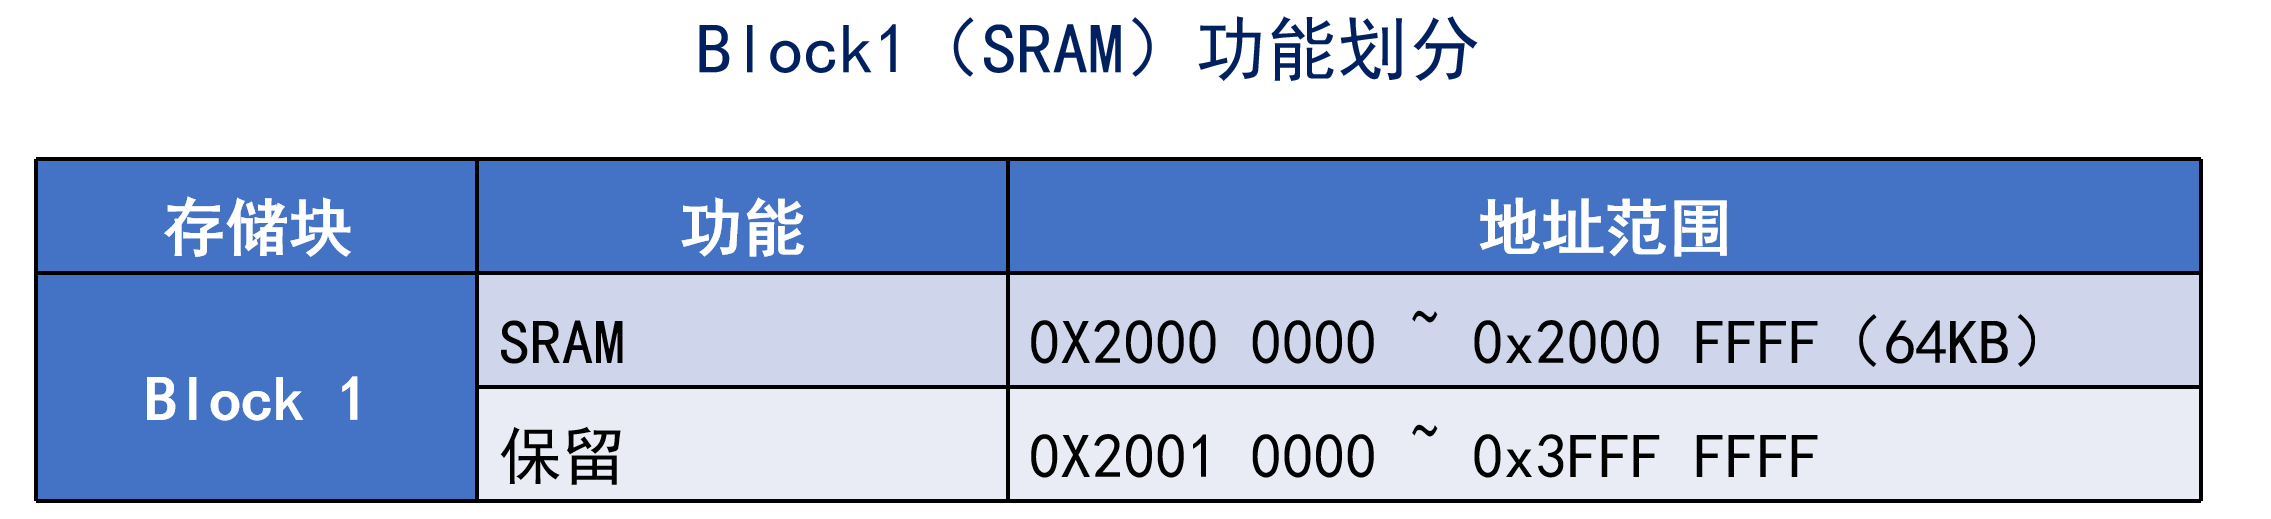 Block1（SRAM）功能划分
存储块 功能 地址范围
Block 1
SRAM 0X2000 0000 ~ 0x2000 FFFF（64KB）
保留 0X2001 0000 ~ 0x3FFF FFFF